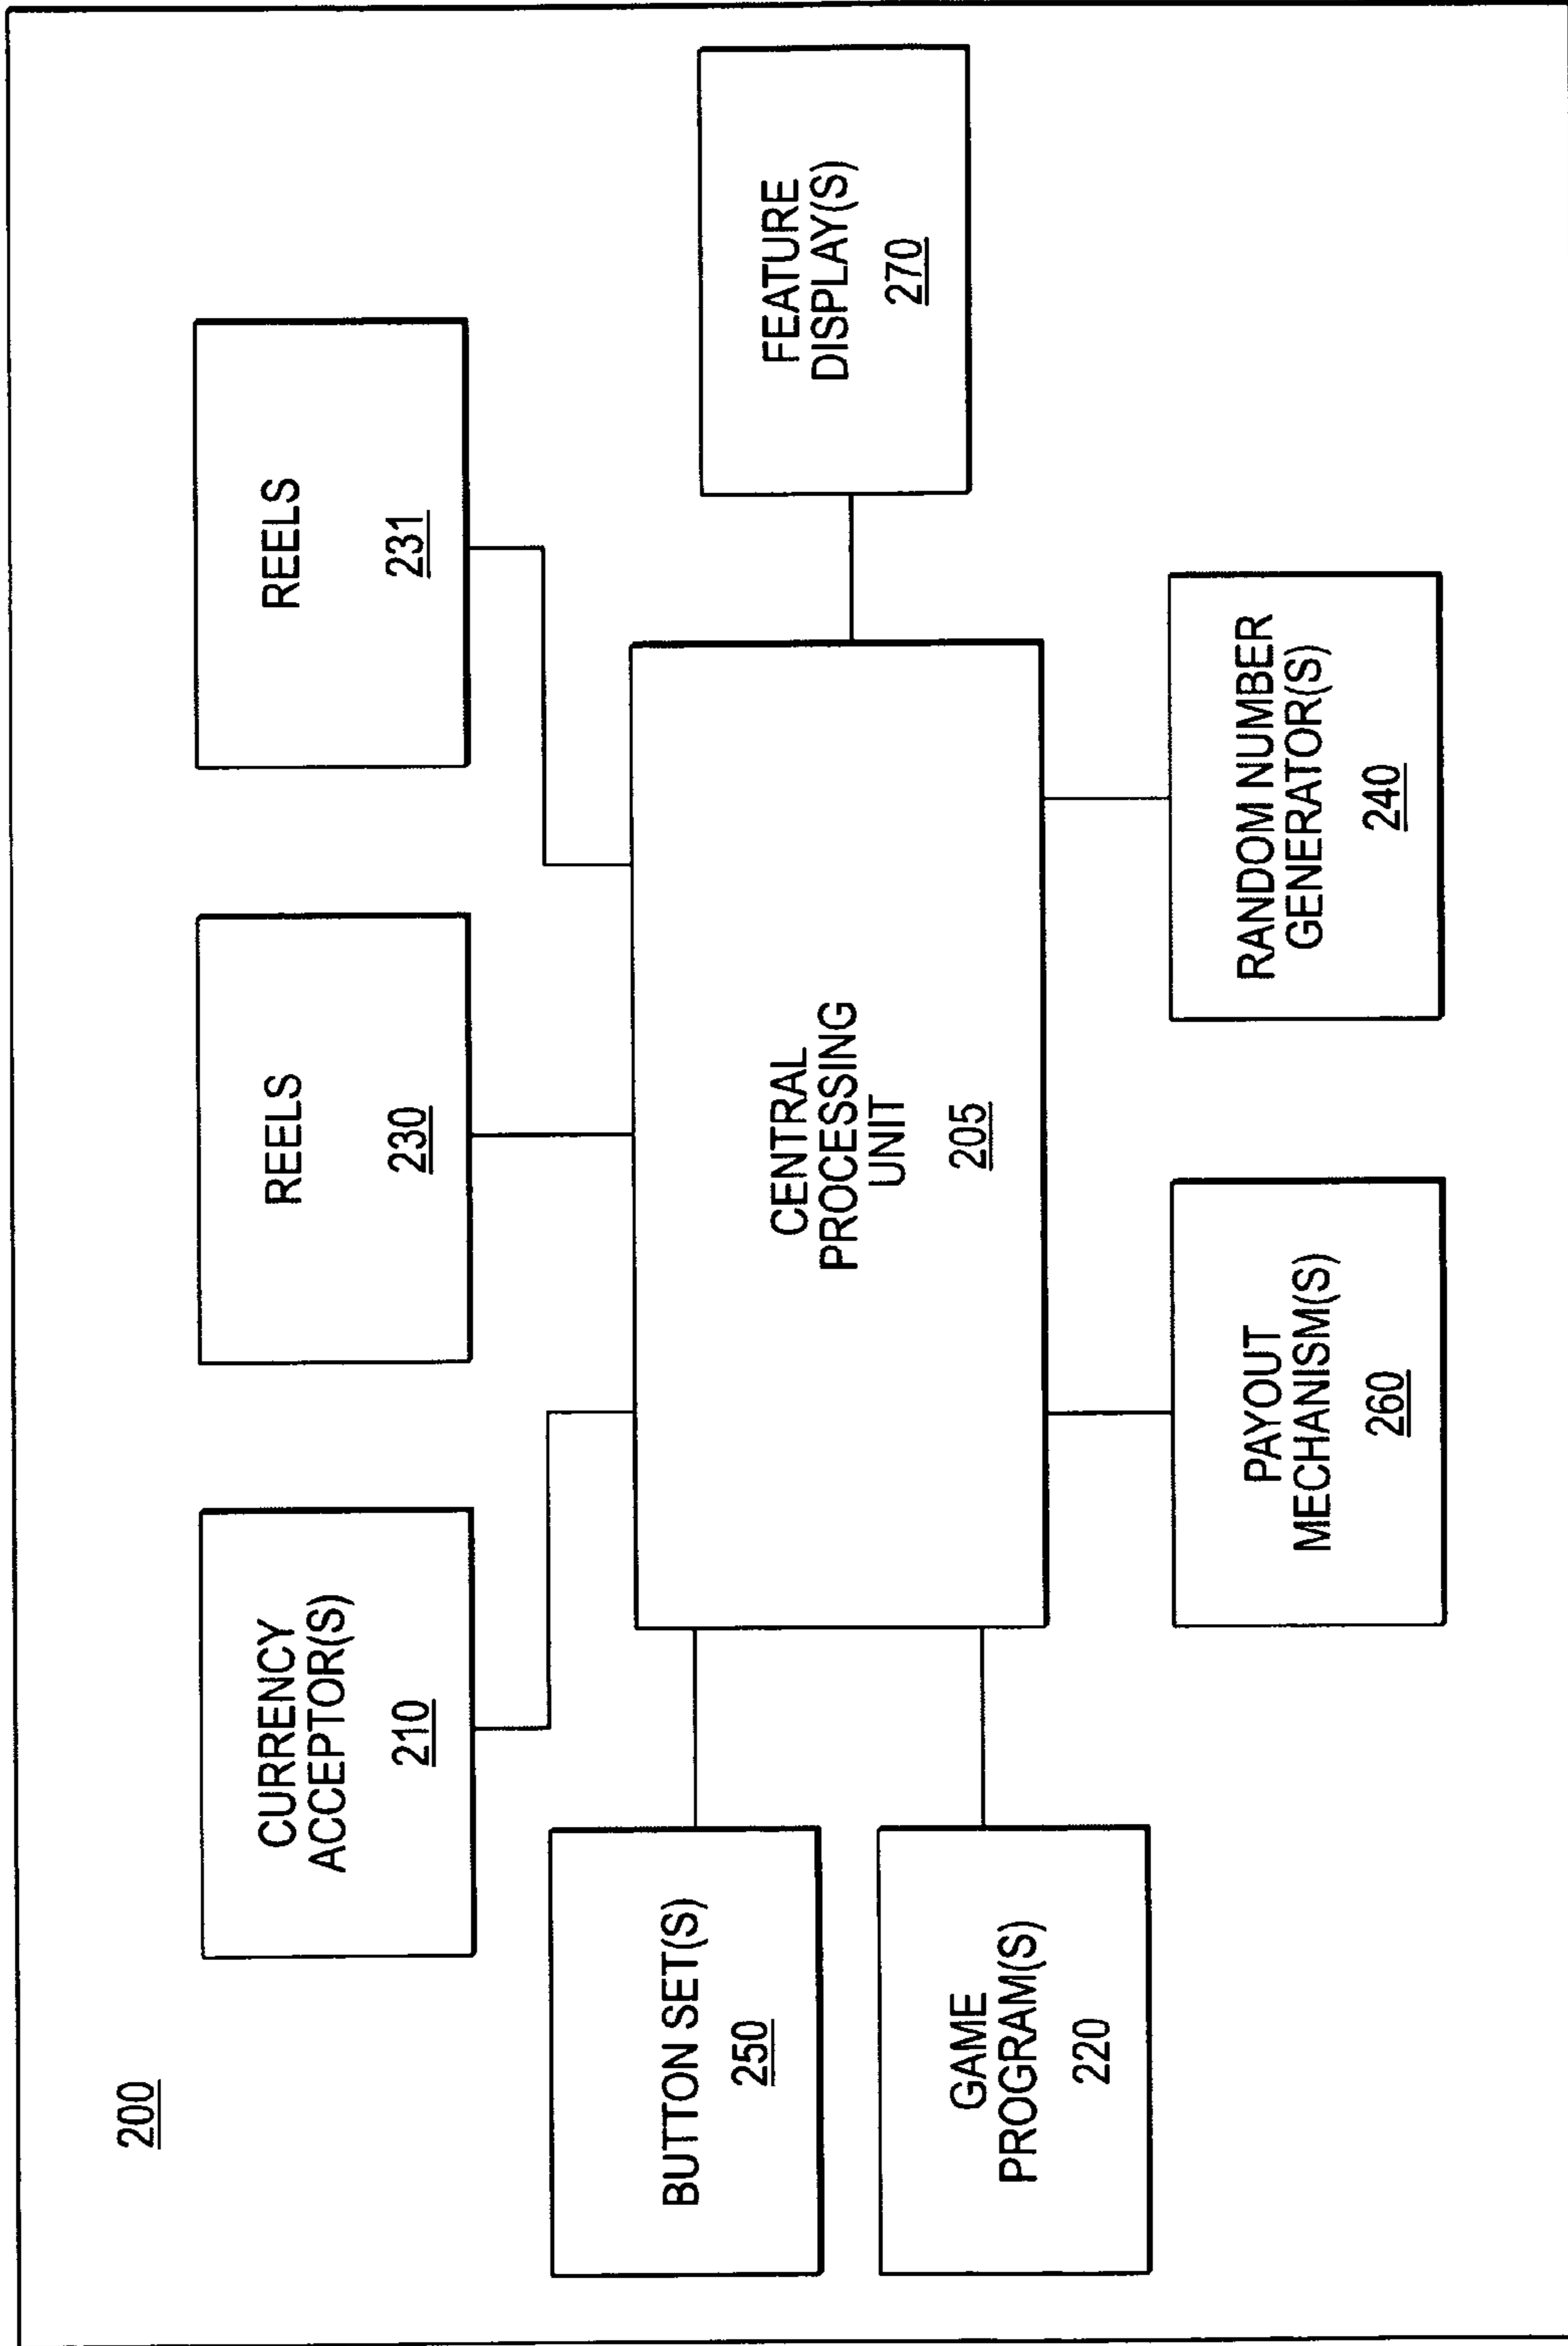 200
CURRENCY
ACCEPTOR(S)
210
REELS
230
REELS
231
BUTTON SET(S)
250
CENTRAL
PROCESSING
UNIT
205
FEATURE
DISPLAY(S)
270
GAME
PROGRAM(S)
220
PAYOUT
MECHANISM(S)
260
RANDOM NUMBER
GENERATOR(S)
240